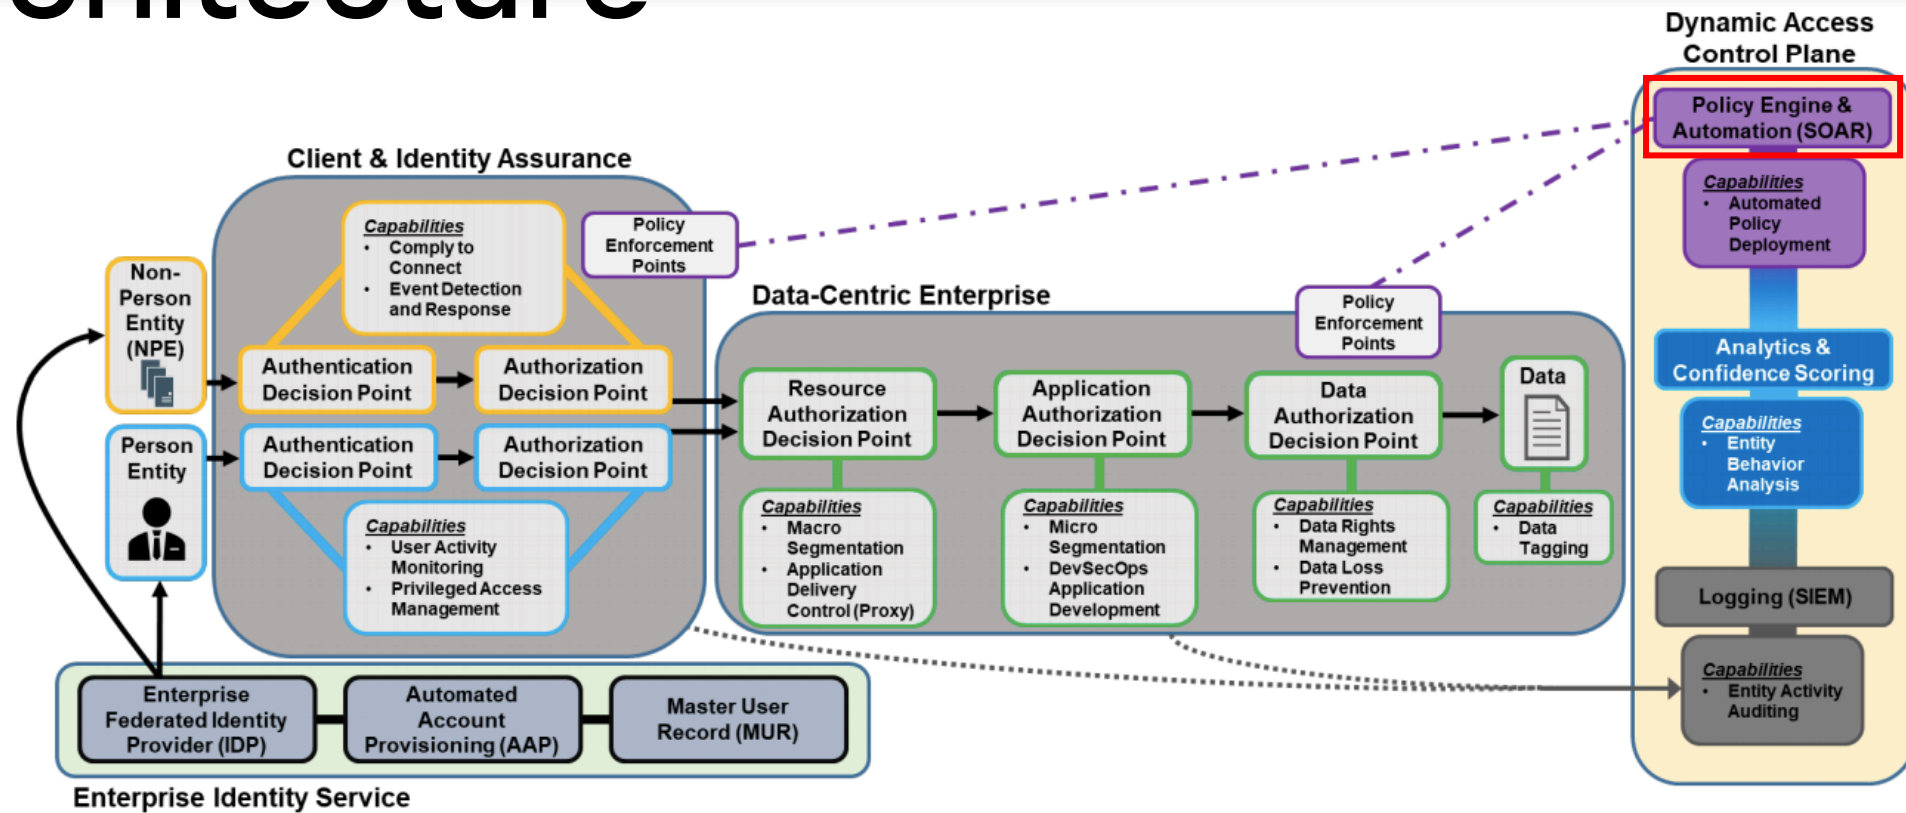 Dynamic Access
Control Plane
Policy Engine &
Automation (SOAR)
Capabilities
• Automated
Policy
Deployment
Analytics &
Confidence Scoring
Capabilities
• Entity
Behavior
Analysis
Logging (SIEM)
Capabilities
• Entity Activity
Auditing
Client & Identity Assurance
Capabilities
• Comply to
Connect
• Event Detection
and Response
Policy
Enforcement
Points
Non-
Person
Entity
(NPE)
Authentication
Decision Point
Authorization
Decision Point
Person
Entity
Authentication
Decision Point
Authorization
Decision Point
Capabilities
• User Activity
Monitoring
• Privileged Access
Management
Data-Centric Enterprise
Policy
Enforcement
Points
Resource
Authorization
Decision Point
Application
Authorization
Decision Point
Data
Authorization
Decision Point
Data
Capabilities
• Macro
Segmentation
• Application
Delivery
Control (Proxy)
Capabilities
• Micro
Segmentation
• DevSecOps
Application
Development
Capabilities
• Data Rights
Management
• Data Loss
Prevention
Capabilities
• Data
Tagging
Enterprise
Federated Identity
Provider (IDP)
Automated
Account
Provisioning (AAP)
Master User
Record (MUR)
Enterprise Identity Service